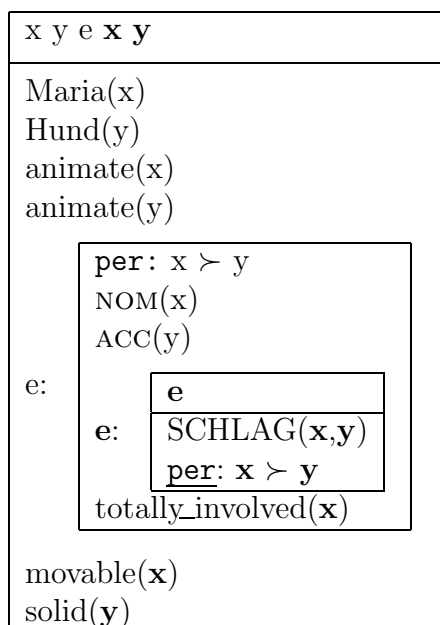 x y e x y
Maria(x)
Hund(y)
animate(x)
animate(y)
per: x ≻ y
NOM(x)
ACC(y)
e:
e
e: SCHLAG(x,y)
per: x ≻ y
totally_involved(x)
movable(x)
solid(y)